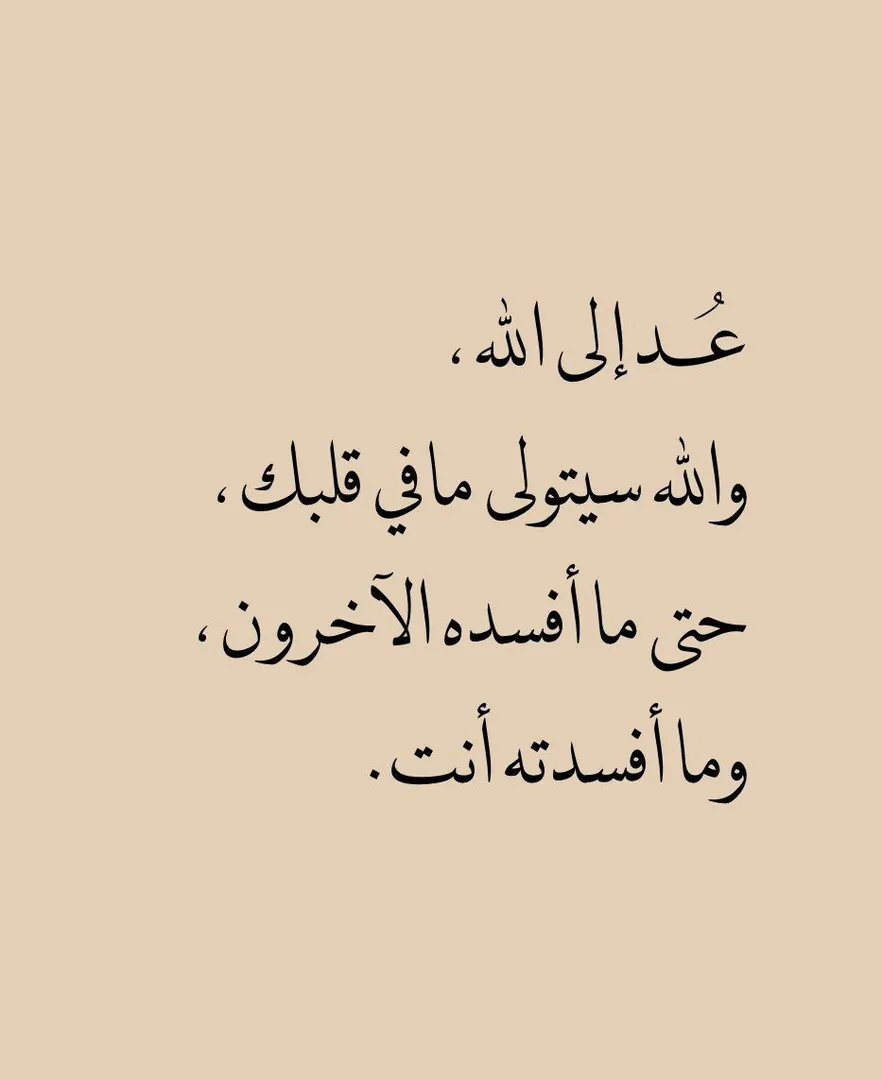 عُـد إلى الله ،
والله سيتولى ما في قلبك ،
حتى ما أفسده الآخرون ،
وما أفسدته أنت .